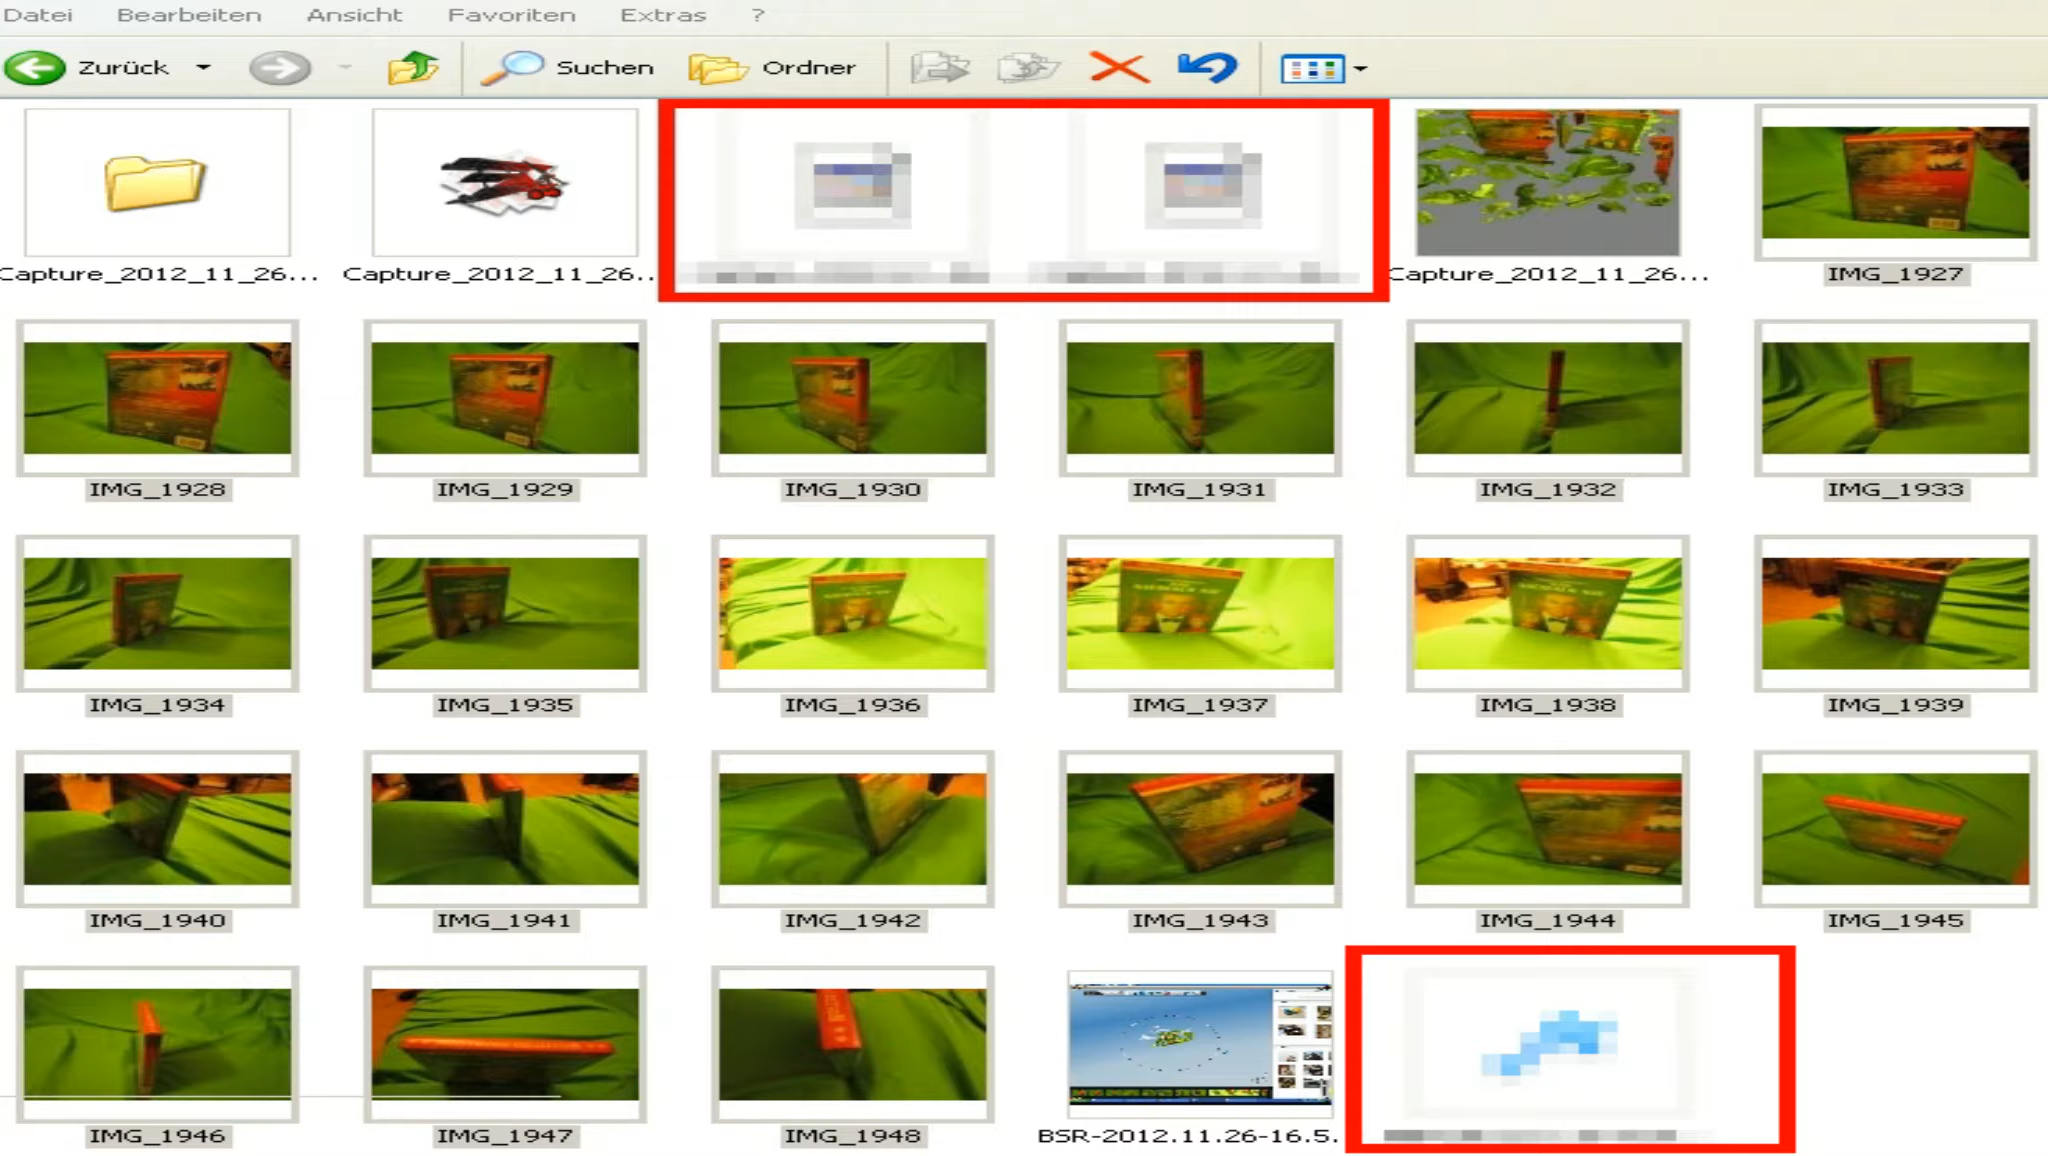 Datei Bearbeiten Ansicht Favoriten Extras ?
Zurück Suchen Ordner
Capture_2012_11_26... Capture_2012_11_26... Capture_2012_11_26... IMG_1927
IMG_1928 IMG_1929 IMG_1930 IMG_1931 IMG_1932 IMG_1933
IMG_1934 IMG_1935 IMG_1936 IMG_1937 IMG_1938 IMG_1939
IMG_1940 IMG_1941 IMG_1942 IMG_1943 IMG_1944 IMG_1945
IMG_1946 IMG_1947 IMG_1948 BSR-2012.11.26-16.5.